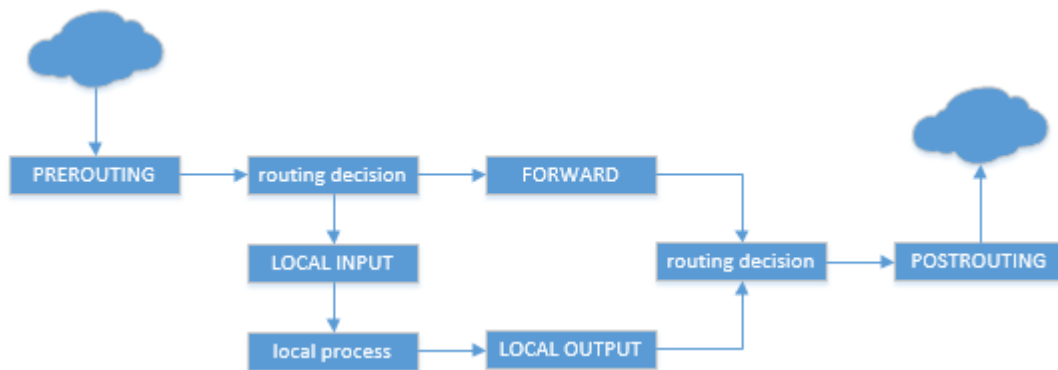 PREROUTING
routing decision
FORWARD
LOCAL INPUT
routing decision
POSTROUTING
local process
LOCAL OUTPUT